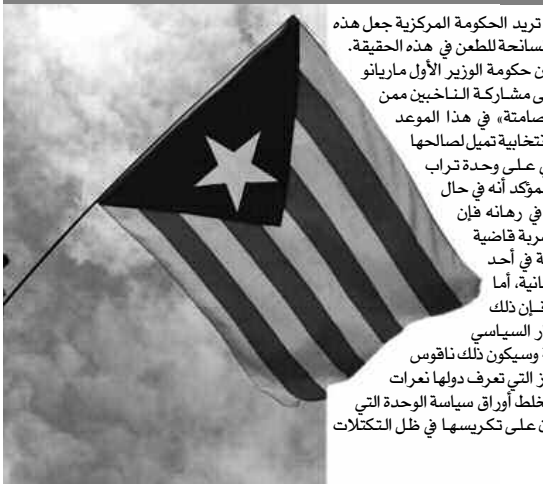 تريد الحكومة المركزية جعل هذه
سانحة للطعن في هذه الحقيقة.
حكومة الوزير الأول ماريانو
مشاركة الناخبين ممن
صامتة» في هذا الموعد
نتخابية تميل لصالحها
على وحدة تراب
لمؤكد أنه في حال
في رهانه فإن
ضربة قاضية
في أحد
أما
فإن ذلك
السياسي
وسيكون ذلك ناقوس
التي تعرف دولها نعرات
خلط أوراق سياسة الوحدة التي
على تكريسها في ظل التكتلات